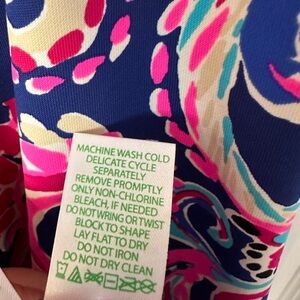 MACHINE WASH COLD
DELICATE CYCLE
SEPARATELY
REMOVE PROMPTLY
ONLY NON-CHLORINE
BLEACH, IF NEEDED
DO NOT WRING OR TWIST
BLOCK TO SHAPE
LAY FLAT TO DRY
DO NOT IRON
DO NOT DRY CLEAN